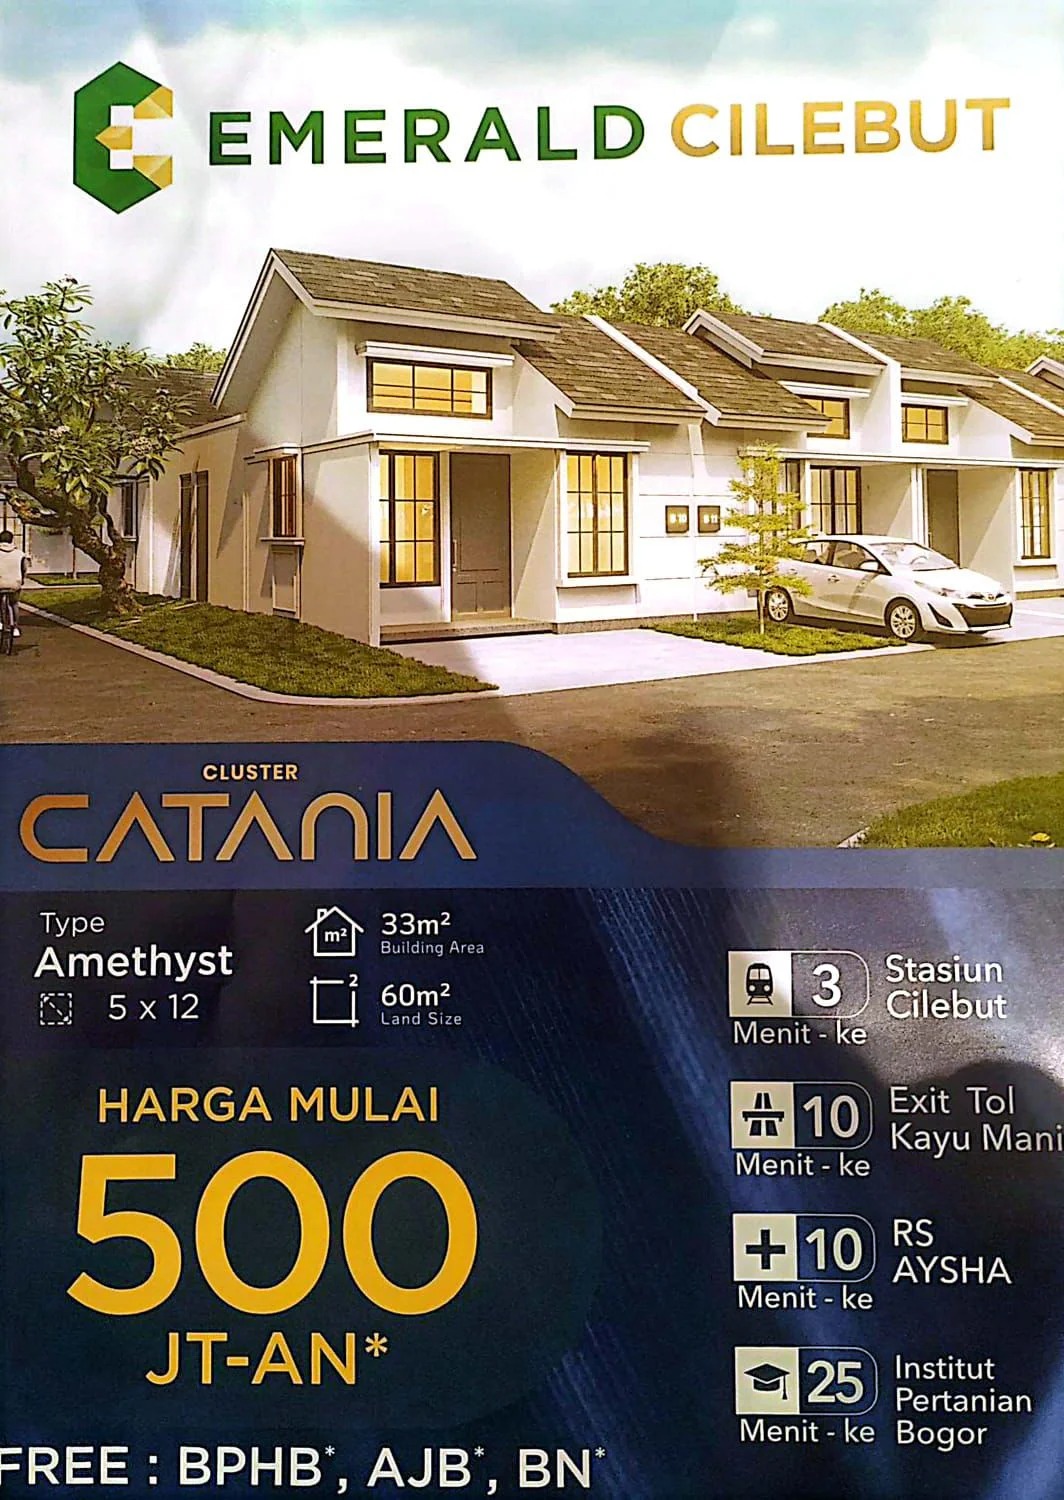 EMERALD CILEBUT
CLUSTER
CATANIA
Type
Amethyst
5 x 12
m²
33m²
Building Area
2
60m²
Land Size
HARGA MULAI
500
JT-AN*
FREE : BPHB*, AJB*, BN*
3
Menit - ke
Stasiun
Cilebut
10
Menit - ke
Exit Tol
Kayu Mani
10
Menit - ke
RS
AYSHA
25
Menit - ke
Institut
Pertanian
Bogor